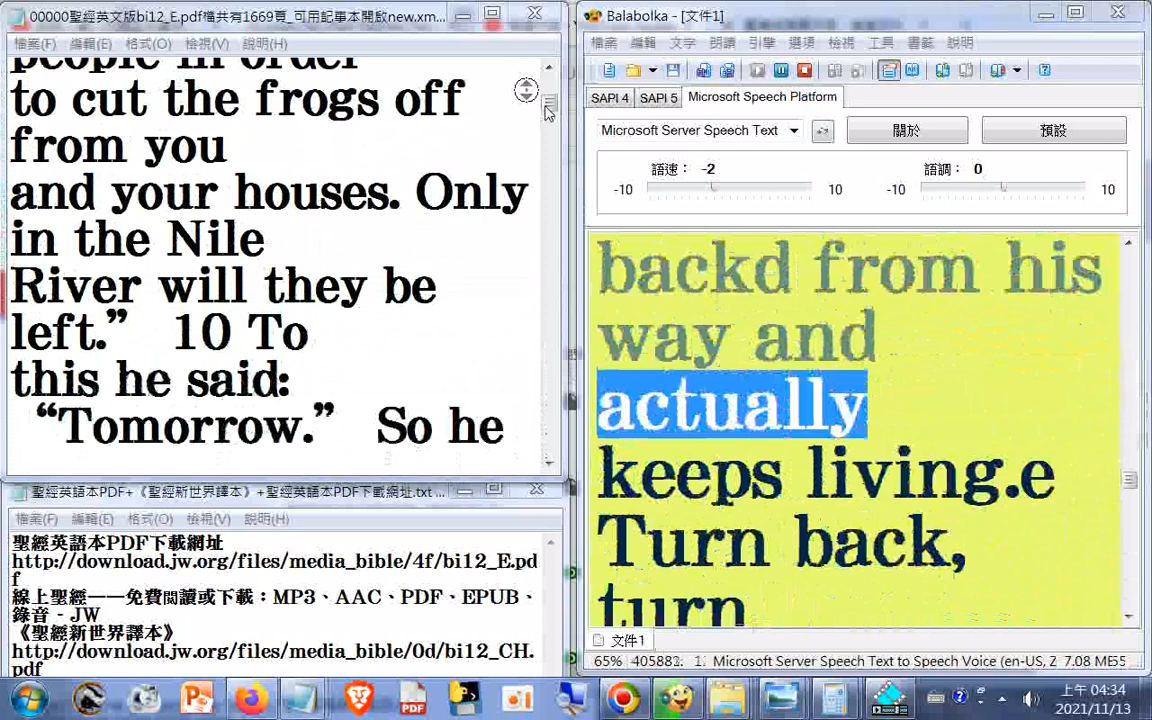 00000聖經英文版bi12_E.pdf檔共有1669頁_可用記事本開啟new.xm...
檔案(F) 編輯(E) 格式(O) 檢視(V) 說明(H)
people in order
to cut the frogs off
from you
and your houses. Only
in the Nile
River will they be
left.” 10 To
this he said:
“Tomorrow.” So he
聖經英語本PDF+《聖經新世界譯本》+聖經英語本PDF下載網址.txt ...
檔案(F) 編輯(E) 格式(O) 檢視(V) 說明(H)
聖經英語本PDF下載網址
http://download.jw.org/files/media_bible/4f/bi12_E.pd
f
線上聖經——免費閱讀或下載：MP3、AAC、PDF、EPUB、
錄音 - JW
《聖經新世界譯本》
http://download.jw.org/files/media_bible/0d/bi12_CH.
pdf
Balabolka - [文件1]
檔案 編輯 文字 朗讀 引擎 選項 檢視 工具 書籤 說明
SAPI 4 SAPI 5 Microsoft Speech Platform
Microsoft Server Speech Text 關於 預設
語速： -2 語調： 0
-10 10 -10 10
backd from his
way and
actually
keeps living.e
Turn back,
turn
文件1
65% Microsoft Server Speech Text to Speech Voice (en-US, Z 7.08 ME
上午 04:34
2021/11/13